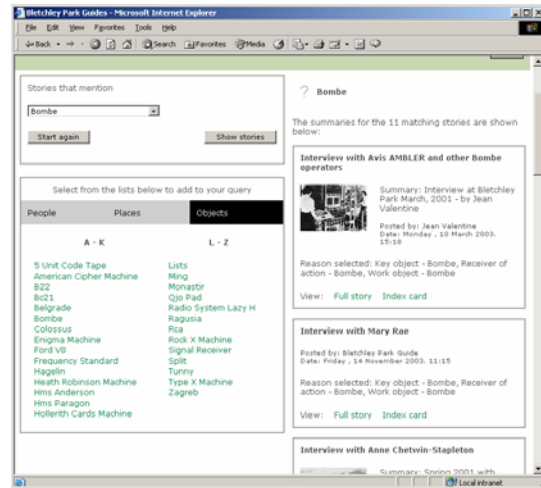 Bletchley Park Guides - Microsoft Internet Explorer
File Edit View Favorites Tools Help
Back Search Favorites Media
Stories that mention
Bombe
Start again Show stories
Select from the lists below to add to your query
People Places Objects
A - K
5 Unit Code Tape
American Cipher Machine
B22
Bc21
Belgrade
Bombe
Colossus
Enigma Machine
Ford V8
Frequency Standard
Hagelin
Heath Robinson Machine
Hms Anderson
Hms Paragon
Hollerith Cards Machine
L - Z
Lists
Ming
Monastir
Qjo Pad
Radio System Lazy H
Ragusia
Rca
Rock X Machine
Signal Receiver
Split
Tunny
Type X Machine
Zagreb
? Bombe
The summaries for the 11 matching stories are shown
below:
Interview with Avis AMBLER and other Bombe
operators
Summary: Interview at Bletchley
Park March, 2001 - by Jean
Valentine
Posted by: Jean Valentine
Date: Monday , 10 March 2003.
15:18
Reason selected: Key object - Bombe, Receiver of
action - Bombe, Work object - Bombe
View: Full story Index card
Interview with Mary Rae
Posted by: Bletchley Park Guide
Date: Friday , 14 November 2003. 11:15
Reason selected: Key object - Bombe, Receiver of
action - Bombe, Work object - Bombe
View: Full story Index card
Interview with Anne Chetwin-Stapleton
Summary: Spring 2001 with
Local intranet